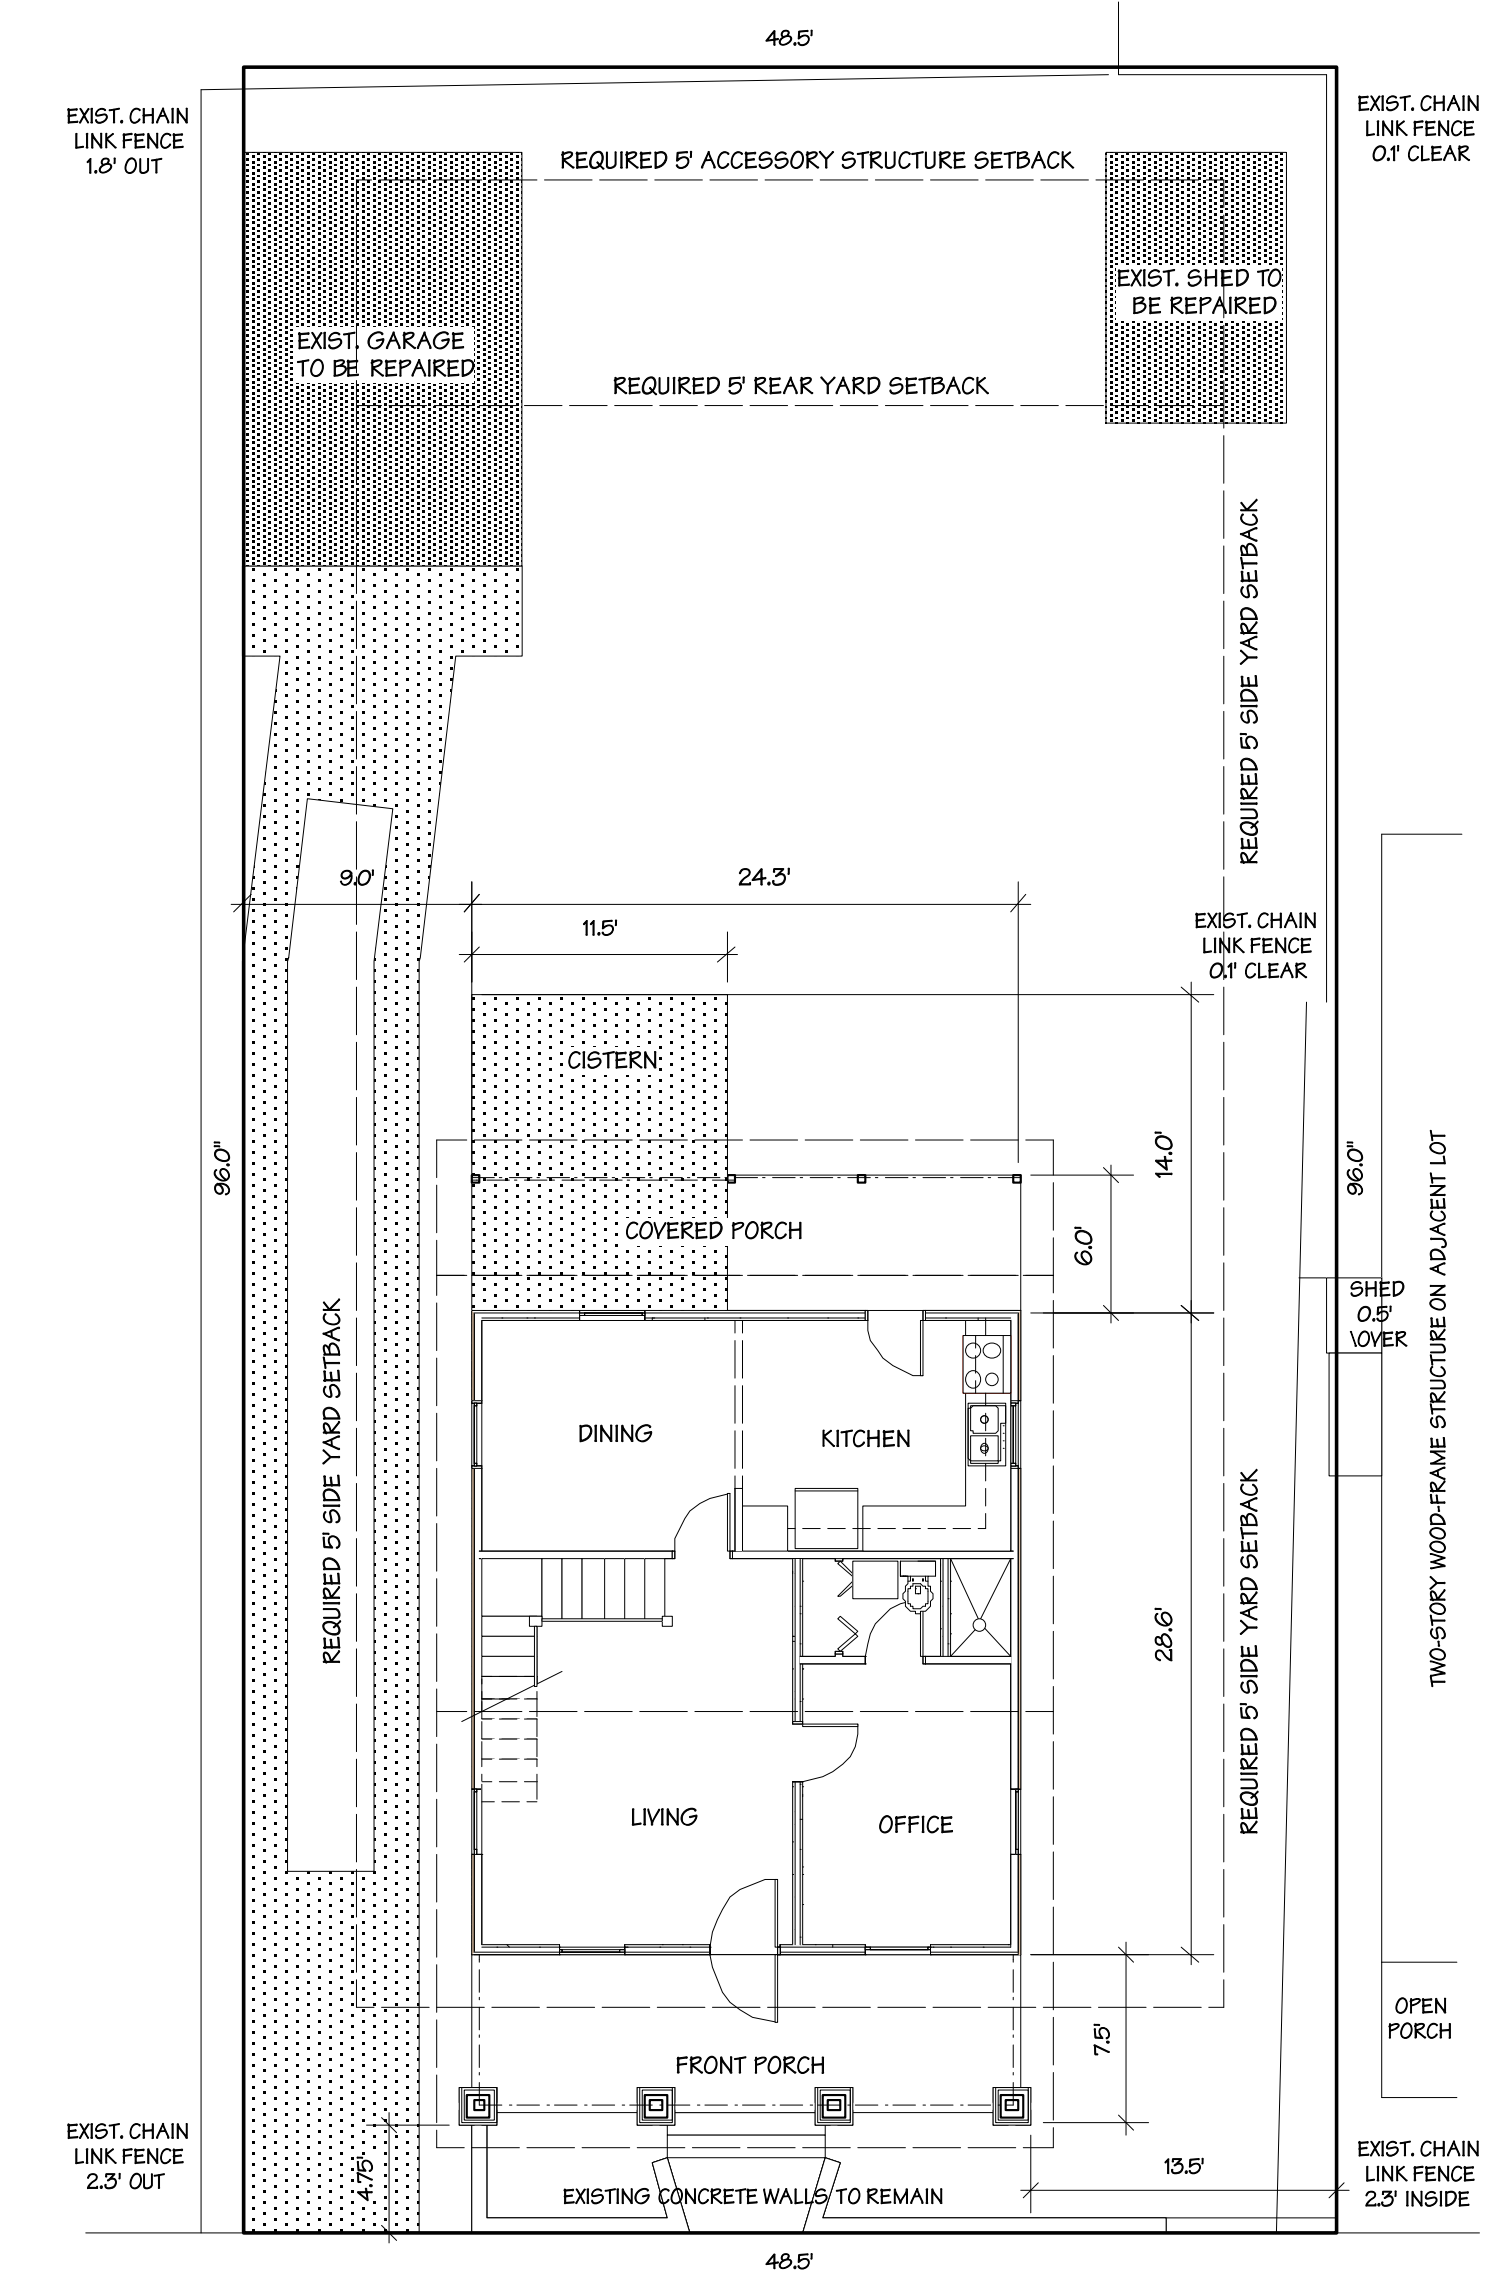 48.5'
EXIST. CHAIN
LINK FENCE
1.8' OUT
EXIST. CHAIN
LINK FENCE
0.1' CLEAR
REQUIRED 5' ACCESSORY STRUCTURE SETBACK
EXIST. SHED TO
BE REPAIRED
EXIST. GARAGE
TO BE REPAIRED
REQUIRED 5' REAR YARD SETBACK
REQUIRED 5' SIDE YARD SETBACK
9.0'
24.3'
11.5'
EXIST. CHAIN
LINK FENCE
0.1' CLEAR
CISTERN
96.0"
14.0'
96.0"
COVERED PORCH
6.0'
TWO-STORY WOOD-FRAME STRUCTURE ON ADJACENT LOT
SHED
0.5'
\OVER
REQUIRED 5' SIDE YARD SETBACK
DINING
KITCHEN
28.6'
REQUIRED 5' SIDE YARD SETBACK
LIVING
OFFICE
OPEN
PORCH
7.5'
FRONT PORCH
EXIST. CHAIN
LINK FENCE
2.3' OUT
4.75'
13.5'
EXIST. CHAIN
LINK FENCE
2.3' INSIDE
EXISTING CONCRETE WALLS TO REMAIN
48.5'